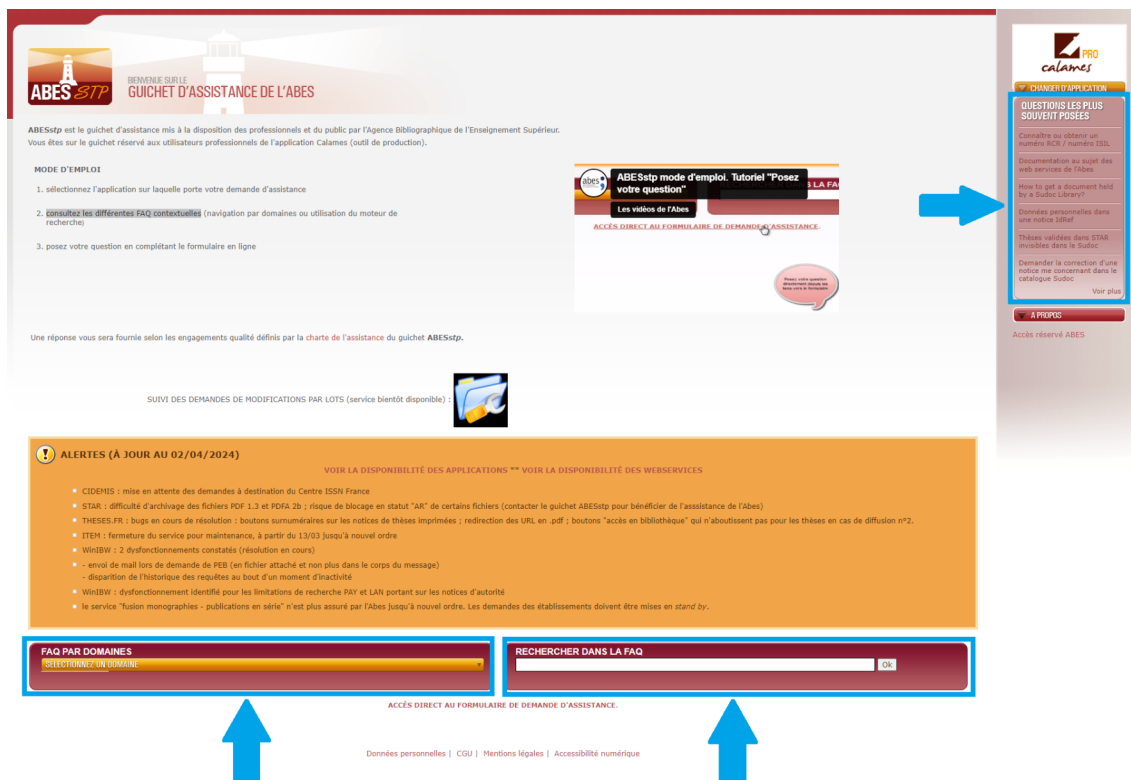 ABES STP
BIENVENUE SUR LE
GUICHET D'ASSISTANCE DE L'ABES
ABESstp est le guichet d'assistance mis à la disposition des professionnels et du public par l'Agence Bibliographique de l'Enseignement Supérieur.
Vous êtes sur le guichet réservé aux utilisateurs professionnels de l'application Calames (outil de production).
MODE D'EMPLOI
1. sélectionnez l'application sur laquelle porte votre demande d'assistance
2. consultez les différentes FAQ contextuelles (navigation par domaines ou utilisation du moteur de
recherche)
3. posez votre question en complétant le formulaire en ligne
abes
ABESstp mode d'emploi. Tutoriel "Posez
votre question"
LA FA
Les vidéos de l'Abes
ACCÈS DIRECT AU FORMULAIRE DE DEMANDE D'ASSISTANCE.
Posez votre question
directement depuis les
liens vers le formulaire
Une réponse vous sera fournie selon les engagements qualité définis par la charte de l'assistance du guichet ABESstp.
SUIVI DES DEMANDES DE MODIFICATIONS PAR LOTS (service bientôt disponible) :
ALERTES (À JOUR AU 02/04/2024)
VOIR LA DISPONIBILITÉ DES APPLICATIONS ** VOIR LA DISPONIBILITÉ DES WEBSERVICES
CIDEMIS : mise en attente des demandes à destination du Centre ISSN France
STAR : difficulté d'archivage des fichiers PDF 1.3 et PDFA 2b ; risque de blocage en statut "AR" de certains fichiers (contacter le guichet ABESstp pour bénéficier de l'asssistance de l'Abes)
THESES.FR : bugs en cours de résolution : boutons surnuméraires sur les notices de thèses imprimées ; redirection des URL en .pdf ; boutons "accès en bibliothèque" qui n'aboutissent pas pour les thèses en cas de diffusion n°2.
ITEM : fermeture du service pour maintenance, à partir du 13/03 jusqu'à nouvel ordre
WinIBW : 2 dysfonctionnements constatés (résolution en cours)
- envoi de mail lors de demande de PEB (en fichier attaché et non plus dans le corps du message)
- disparition de l'historique des requêtes au bout d'un moment d'inactivité
WinIBW : dysfonctionnement identifié pour les limitations de recherche PAY et LAN portant sur les notices d'autorité
le service "fusion monographies - publications en série" n'est plus assuré par l'Abes jusqu'à nouvel ordre. Les demandes des établissements doivent être mises en stand by.
FAQ PAR DOMAINES
SELECTIONNEZ UN DOMAINE
RECHERCHER DANS LA FAQ
Ok
ACCÈS DIRECT AU FORMULAIRE DE DEMANDE D'ASSISTANCE.
Données personnelles | CGU | Mentions légales | Accessibilité numérique
PRO
calames
CHANGER D'APPLICATION
QUESTIONS LES PLUS
SOUVENT POSÉES
Connaître ou obtenir un
numéro RCR / numéro ISIL
Documentation au sujet des
web services de l'Abes
How to get a document held
by a Sudoc Library?
Données personnelles dans
une notice IdRef
Thèses validées dans STAR
invisibles dans le Sudoc
Demander la correction d'une
notice me concernant dans le
catalogue Sudoc
Voir plus
A PROPOS
Accès réservé ABES